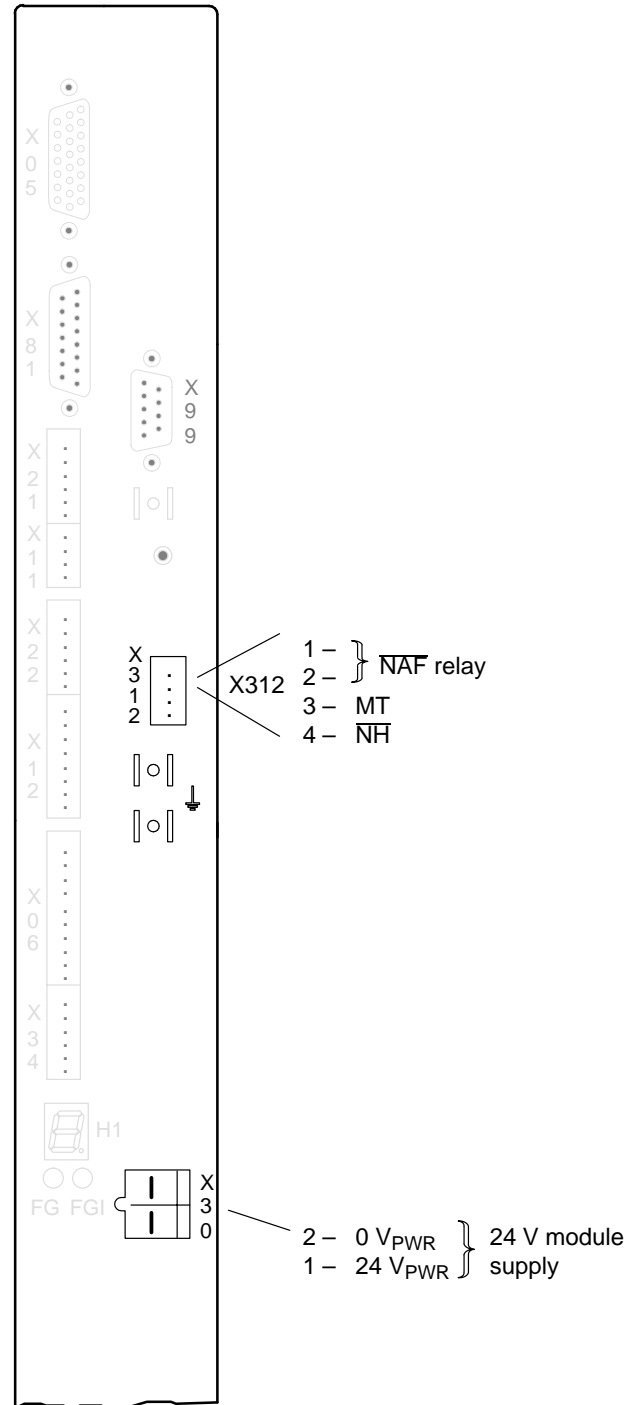 X
0
5
X
8
1
X
9
9
X
2
1
X
1
1
X
2
2
X
3
1
2
X312
1 –
2 –
N̅A̅F̅ relay
3 – MT
4 – N̅H̅
X
1
2
X
0
6
X
3
4
H1
FG FGI
X
3
0
2 – 0 VPWR
1 – 24 VPWR
24 V module
supply